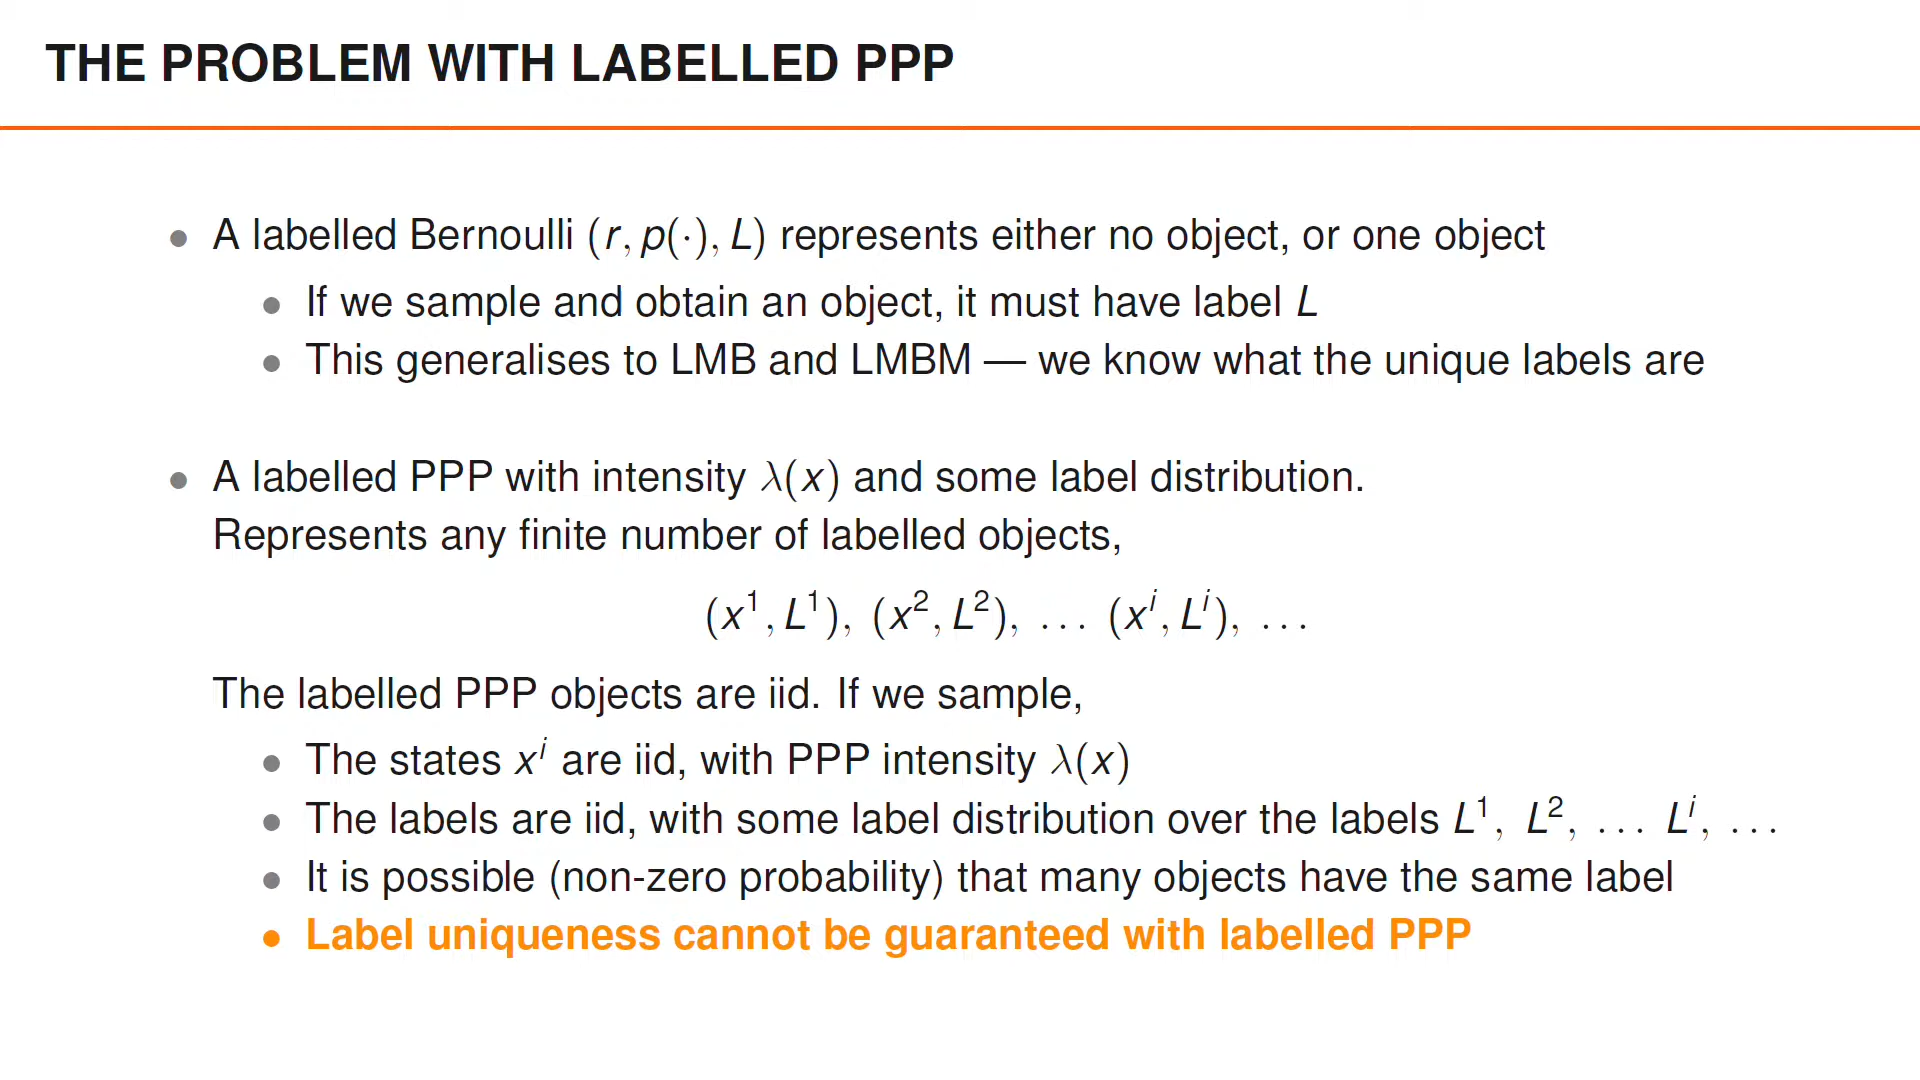 THE PROBLEM WITH LABELLED PPP
• A labelled Bernoulli (r, p(·), L) represents either no object, or one object
• If we sample and obtain an object, it must have label L
• This generalises to LMB and LMBM — we know what the unique labels are
• A labelled PPP with intensity λ(x) and some label distribution.
Represents any finite number of labelled objects,
(x¹, L¹), (x², L²), … (xⁱ, Lⁱ), …
The labelled PPP objects are iid. If we sample,
• The states xⁱ are iid, with PPP intensity λ(x)
• The labels are iid, with some label distribution over the labels L¹, L², … Lⁱ, …
• It is possible (non-zero probability) that many objects have the same label
• Label uniqueness cannot be guaranteed with labelled PPP